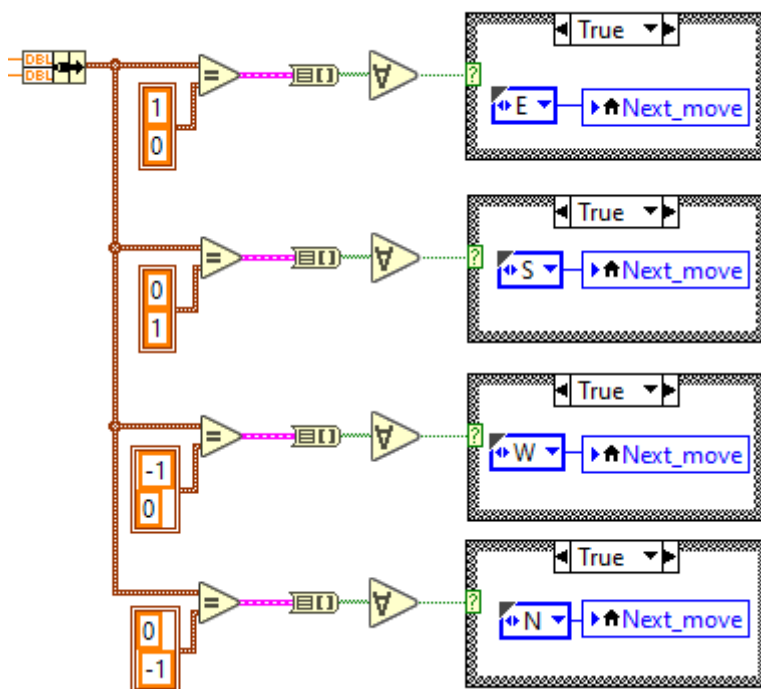 True
DBL
DBL
=
1
0
∀
?
E
Next_move
True
=
0
1
∀
?
S
Next_move
True
=
-1
0
∀
?
W
Next_move
True
=
0
-1
∀
?
N
Next_move